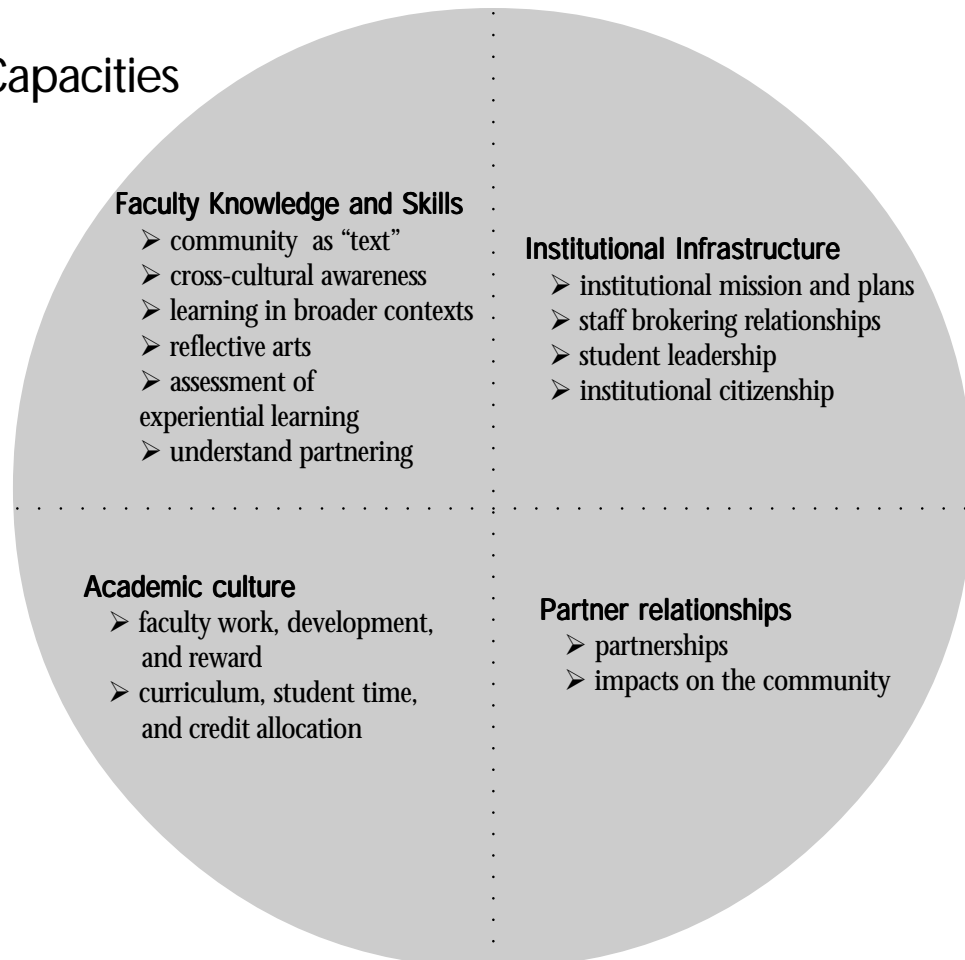 Capacities
Faculty Knowledge and Skills
➢ community as “text”
➢ cross-cultural awareness
➢ learning in broader contexts
➢ reflective arts
➢ assessment of
experiential learning
➢ understand partnering
Institutional Infrastructure
➢ institutional mission and plans
➢ staff brokering relationships
➢ student leadership
➢ institutional citizenship
Academic culture
➢ faculty work, development,
and reward
➢ curriculum, student time,
and credit allocation
Partner relationships
➢ partnerships
➢ impacts on the community